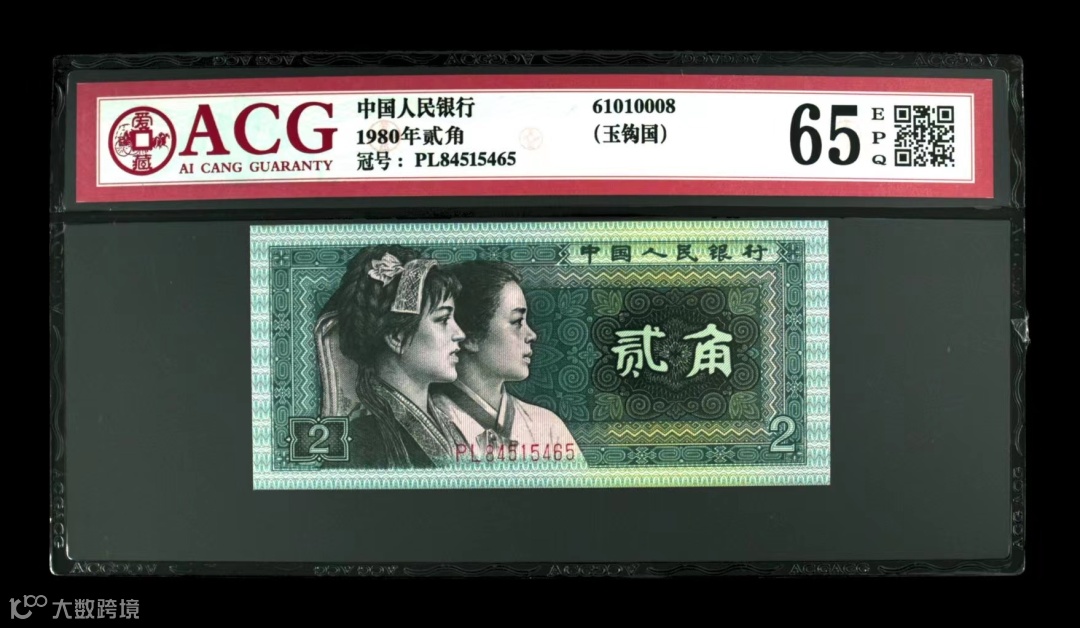 爱藏
ACG
AI CANG GUARANTY
中国人民银行
1980年贰角
冠号：PL84515465
61010008
(玉钩国)
65
EPQ
中国人民银行
贰角
2
PL84515465
2
大数跨境